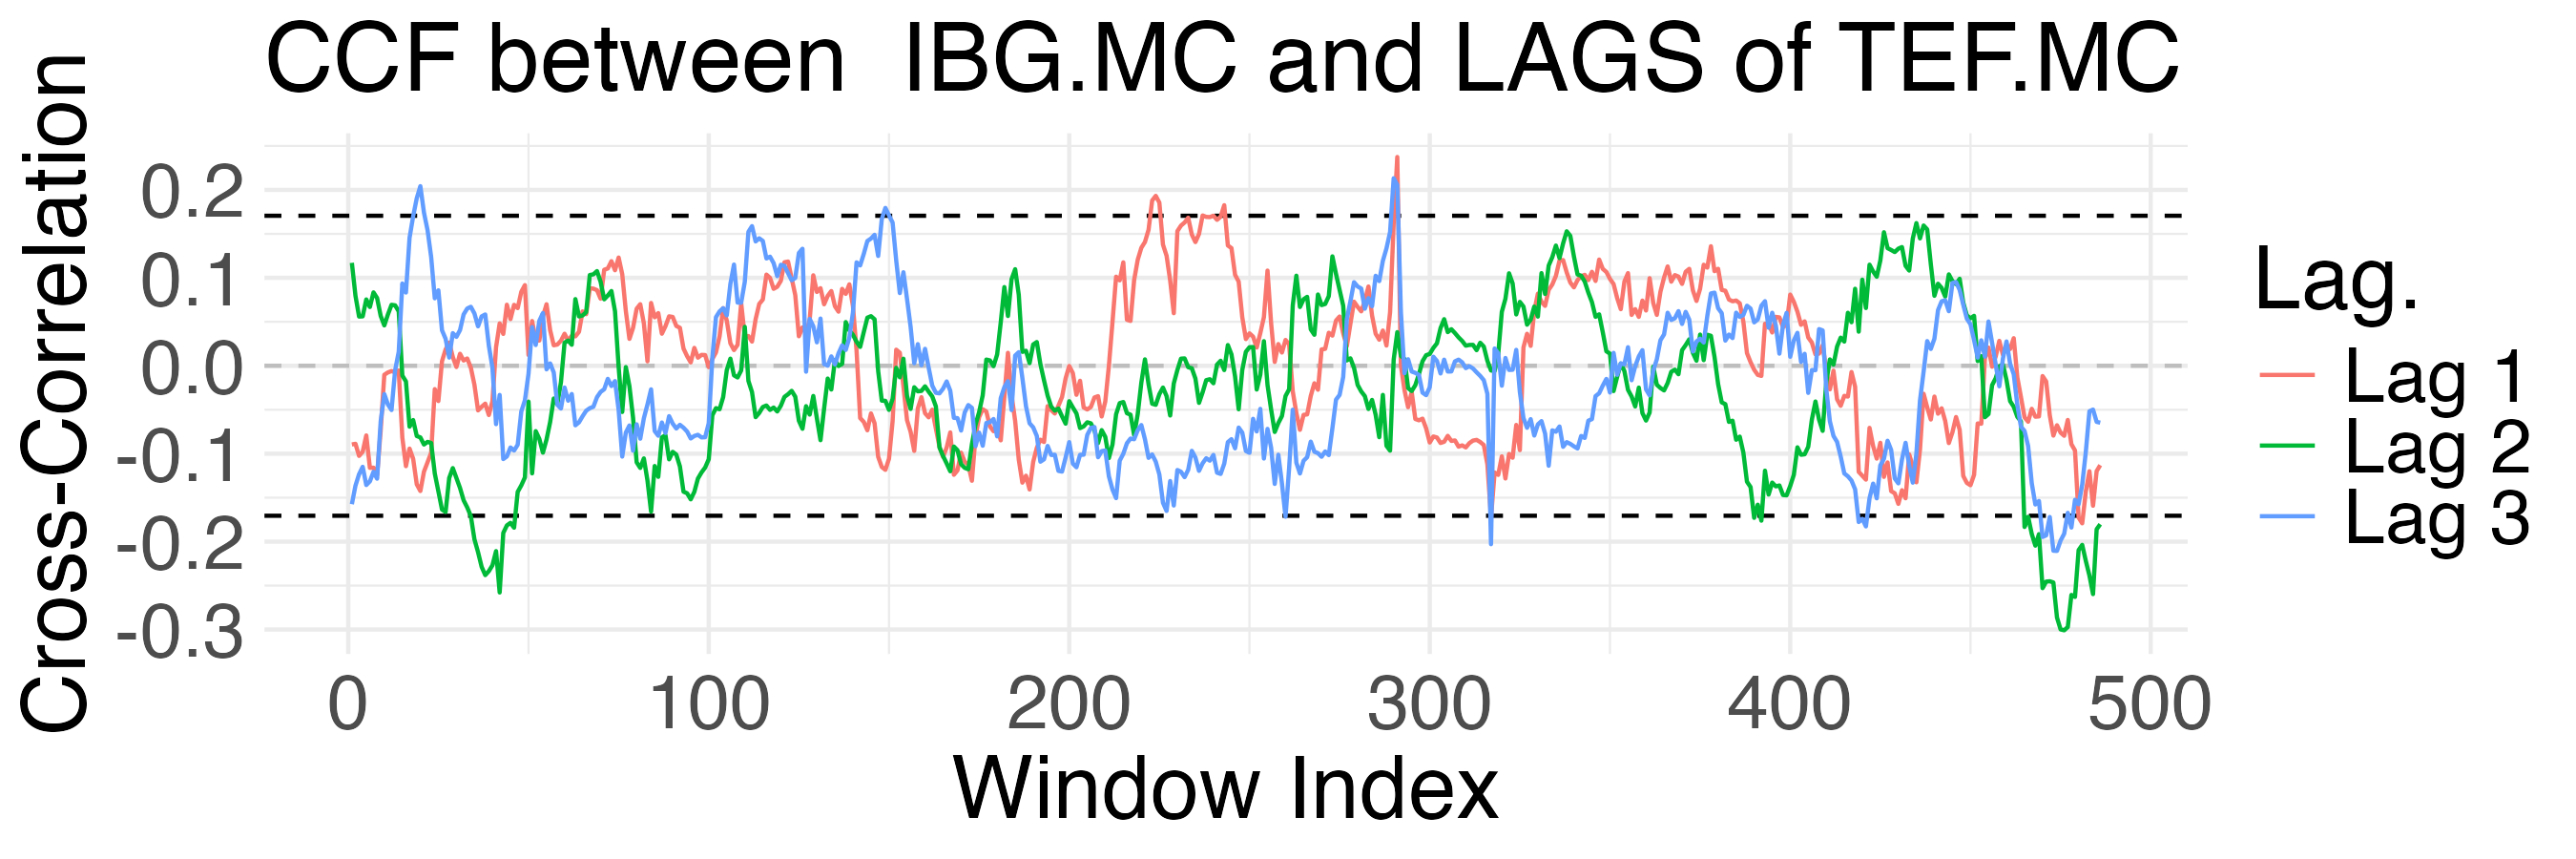 CCF between  IBG.MC and LAGS of TEF.MC
Cross-Correlation
0.2
0.1
0.0
-0.1
-0.2
-0.3
0 100 200 300 400 500
Window Index
Lag.
Lag 1
Lag 2
Lag 3